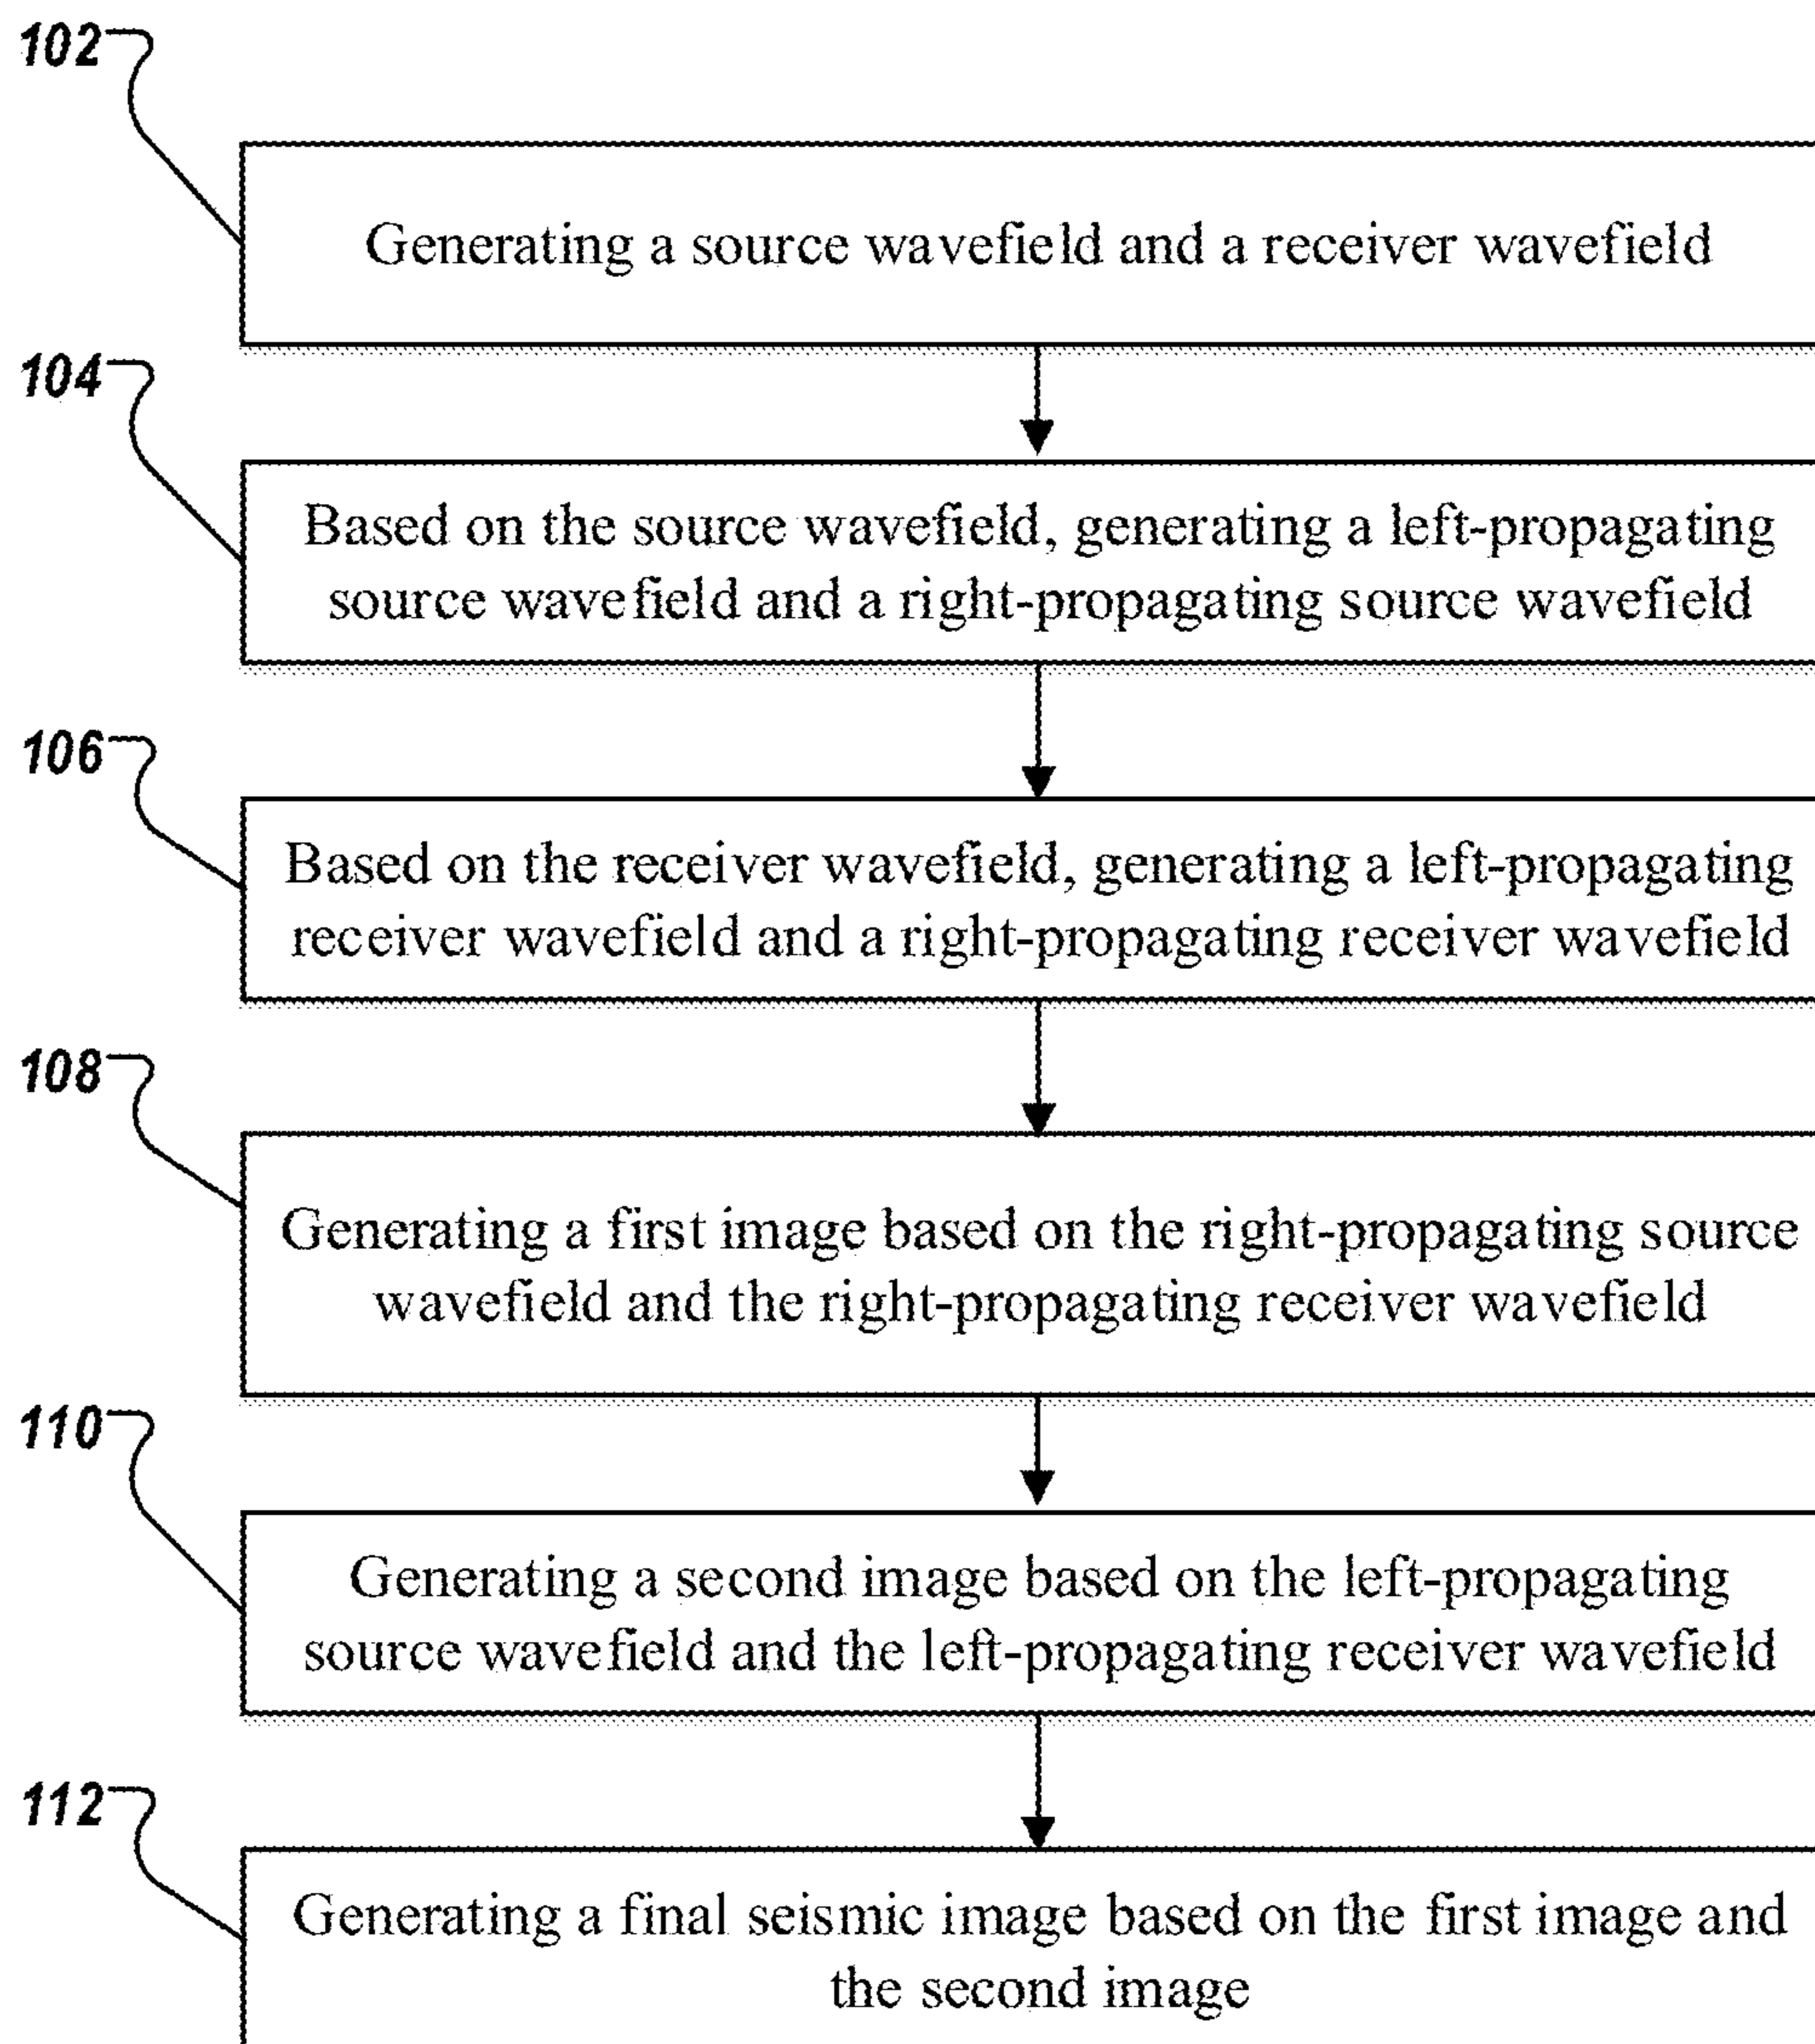 102
Generating a source wavefield and a receiver wavefield
104
Based on the source wavefield, generating a left-propagating
source wavefield and a right-propagating source wavefield
106
Based on the receiver wavefield, generating a left-propagating
receiver wavefield and a right-propagating receiver wavefield
108
Generating a first image based on the right-propagating source
wavefield and the right-propagating receiver wavefield
110
Generating a second image based on the left-propagating
source wavefield and the left-propagating receiver wavefield
112
Generating a final seismic image based on the first image and
the second image